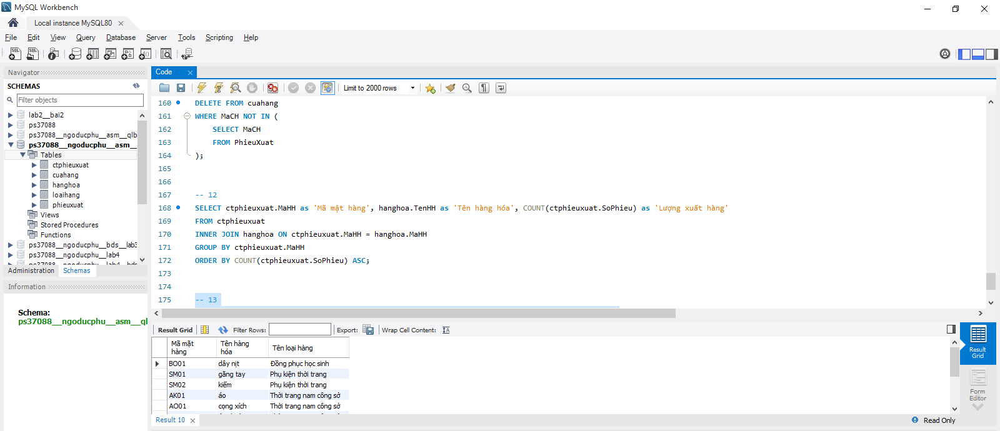 MySQL Workbench
Local instance MySQL80
File Edit View Query Database Server Tools Scripting Help
Navigator
SCHEMAS
Filter objects
lab2__bai2
ps37088
ps37088__ngoducphu__asm__qlb
ps37088__ngoducphu__asm__
Tables
ctphieuxuat
cuahang
hanghoa
loaihang
phieuxuat
Views
Stored Procedures
Functions
ps37088__ngoducphu__bds__lab3
ps37088__ngoducphu__lab4
ps37088__ngoducphu__lab4__bds
Administration Schemas
Information
Schema:
ps37088__ngoducphu__asm__ql
Code
Limit to 2000 rows
160 DELETE FROM cuahang
161 WHERE MaCH NOT IN (
162 SELECT MaCH
163 FROM PhieuXuat
164 );
165
166
167 -- 12
168 SELECT ctphieuxuat.MaHH as 'Mã mặt hàng', hanghoa.TenHH as 'Tên hàng hóa', COUNT(ctphieuxuat.SoPhieu) as 'Lượng xuất hàng'
169 FROM ctphieuxuat
170 INNER JOIN hanghoa ON ctphieuxuat.MaHH = hanghoa.MaHH
171 GROUP BY ctphieuxuat.MaHH
172 ORDER BY COUNT(ctphieuxuat.SoPhieu) ASC;
173
174
175 -- 13
Result Grid Filter Rows: Export: Wrap Cell Content:
Mã mặt hàng Tên hàng hóa Tên loại hàng
BO01 dây nịt Đồng phục học sinh
SM01 găng tay Phụ kiện thời trang
SM02 kiếm Phụ kiện thời trang
AK01 áo Thời trang nam công sở
AO01 cọng xích Thời trang nam công sở
Result Grid
Form Editor
Result 10
Read Only